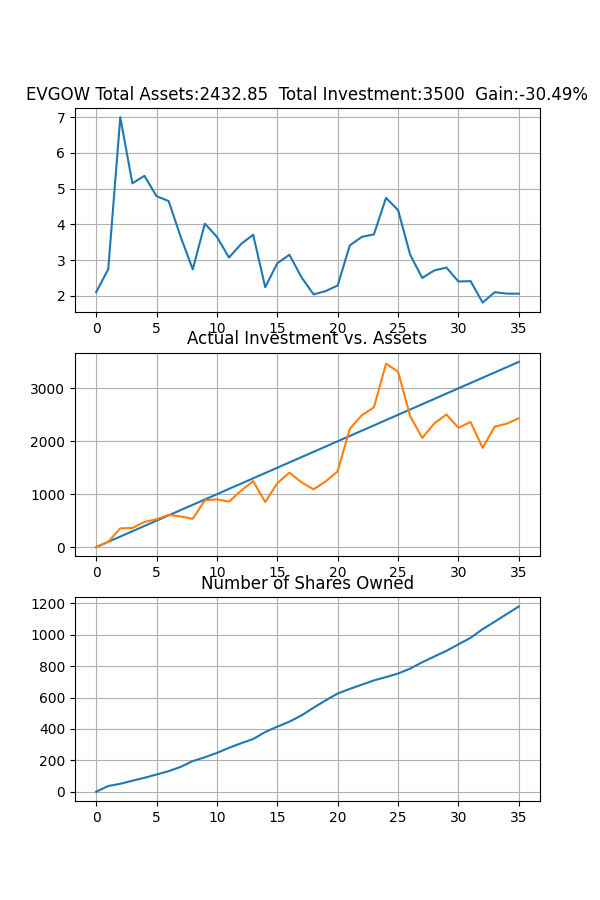 EVGOW Total Assets:2432.85  Total Investment:3500  Gain:-30.49%
7
6
5
4
3
2
0 5 10 15 20 25 30 35
Actual Investment vs. Assets
3000
2000
1000
0
0 5 10 15 20 25 30 35
Number of Shares Owned
1200
1000
800
600
400
200
0
0 5 10 15 20 25 30 35